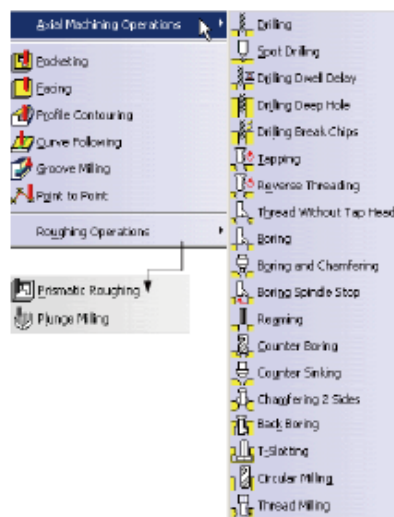 Axial Machining Operations
Pocketing
Facing
Profile Contouring
Curve Following
Groove Milling
Point to Point
Roughing Operations
Prismatic Roughing
Plunge Milling
Drilling
Spot Drilling
Drilling Dwell Delay
Drilling Deep Hole
Drilling Break Chips
Tapping
Reverse Threading
Thread Without Tap Head
Boring
Boring and Chamfering
Boring Spindle Stop
Reaming
Counter Boring
Counter Sinking
Chamfering 2 Sides
Back Boring
T-Slotting
Circular Milling
Thread Milling